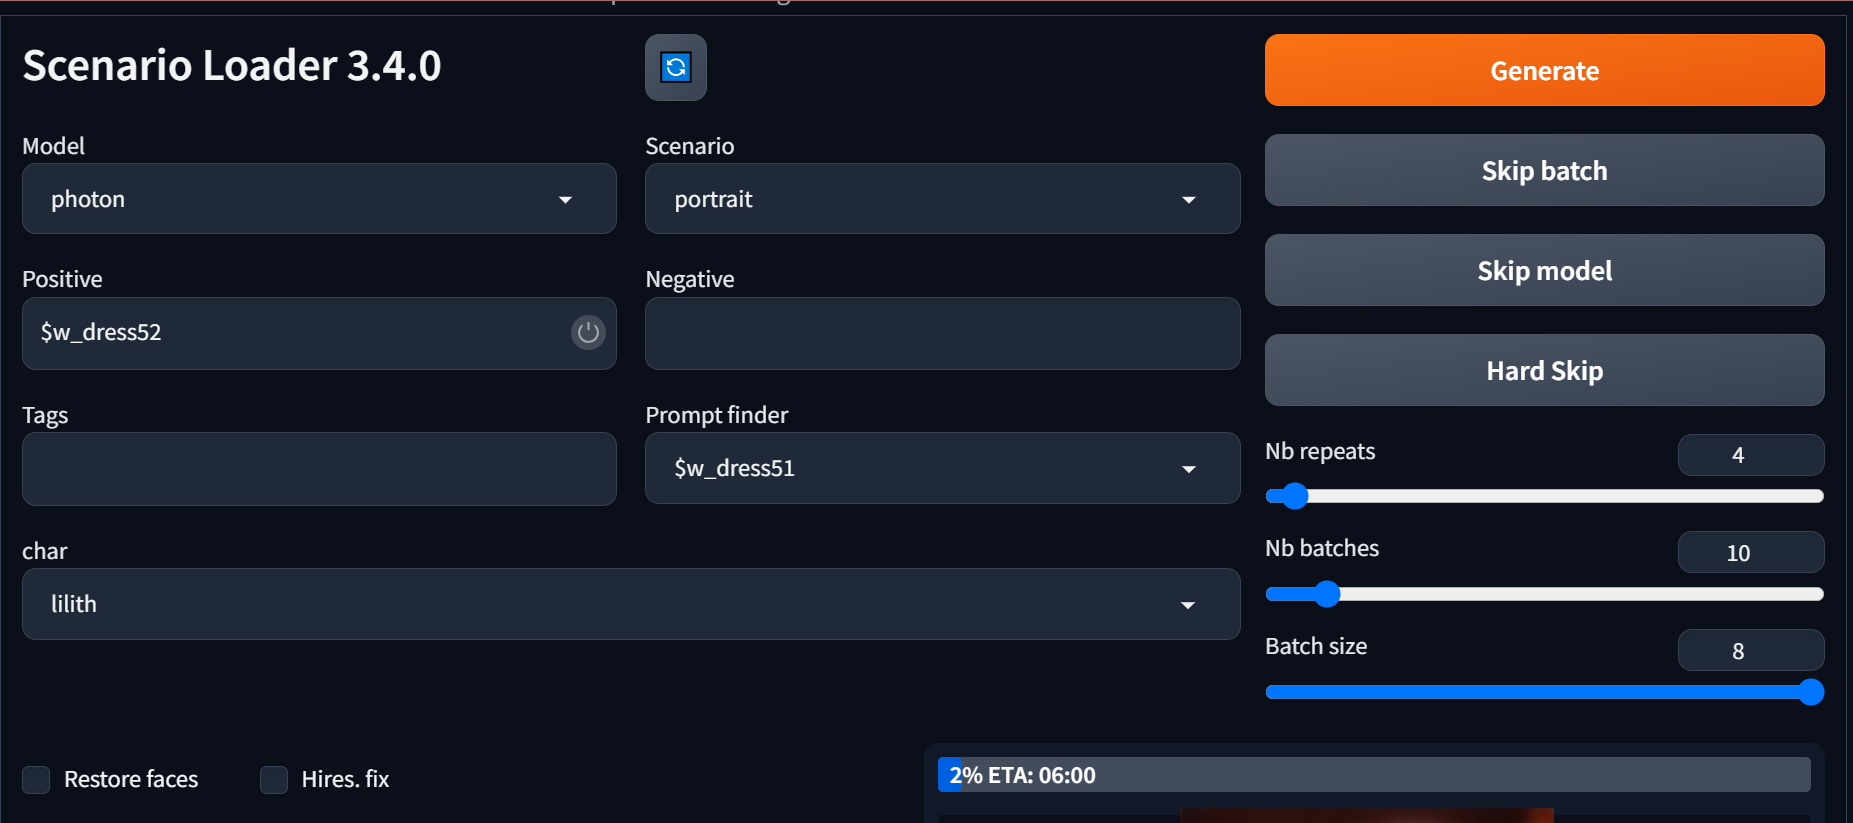 Scenario Loader 3.4.0
Generate
Model
photon
Scenario
portrait
Skip batch
Positive
$w_dress52
Negative
Skip model
Hard Skip
Tags
Prompt finder
$w_dress51
Nb repeats
4
char
lilith
Nb batches
10
Batch size
8
Restore faces
Hires. fix
2% ETA: 06:00